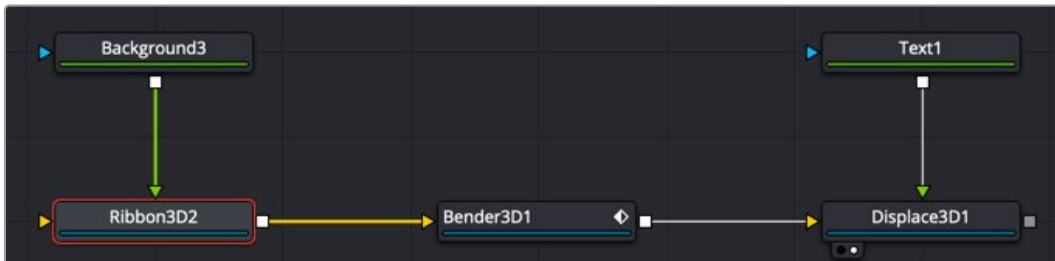 Background3
Text1
Ribbon3D2
Bender3D1
Displace3D1